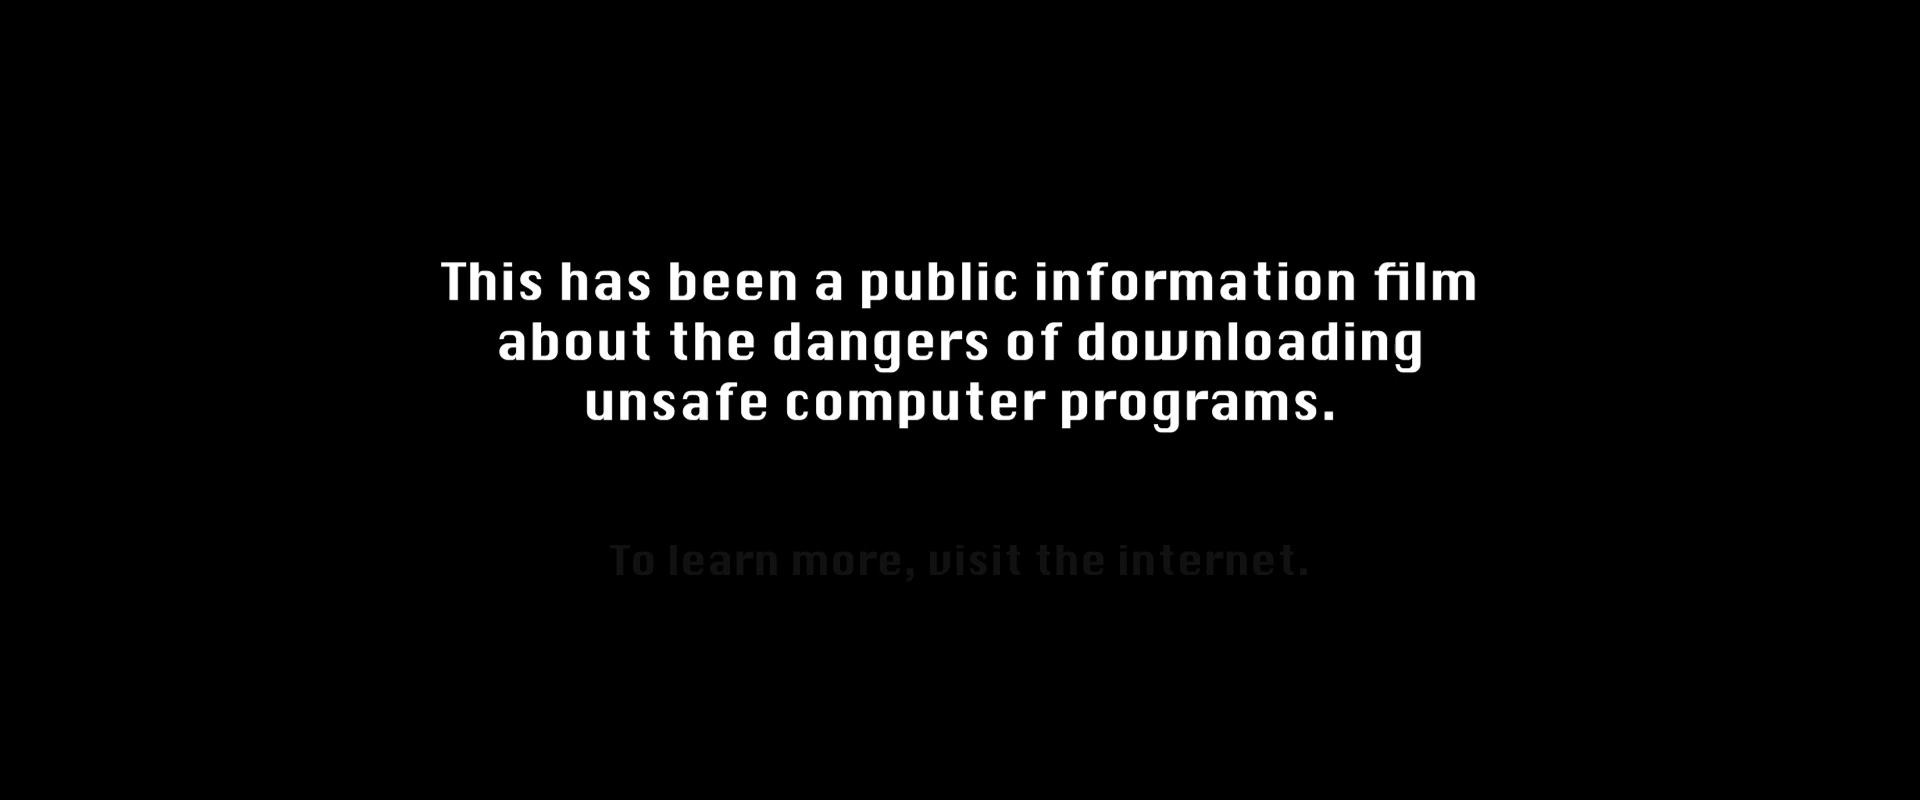 This has been a public information film
about the dangers of downloading
unsafe computer programs.
To learn more, visit the internet.